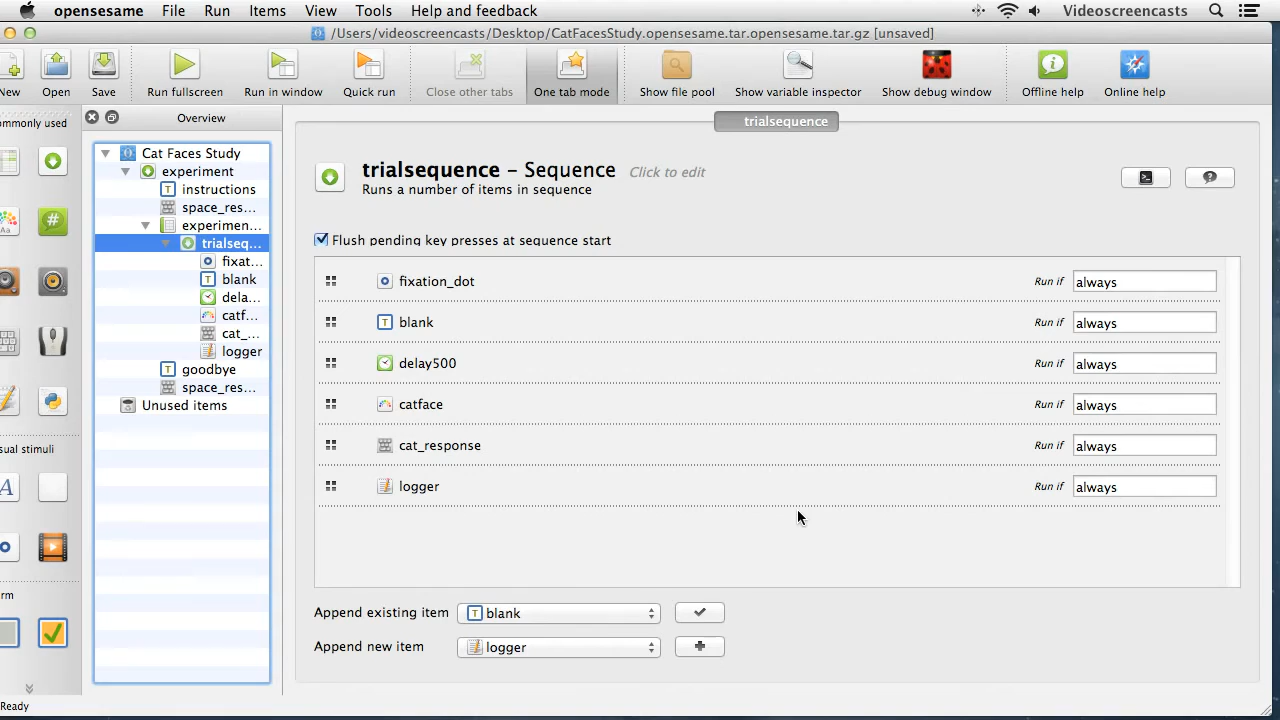 opensesame File Run Items View Tools Help and feedback Videoscreencasts
/Users/videoscreencasts/Desktop/CatFacesStudy.opensesame.tar.opensesame.tar.gz [unsaved]
New Open Save Run fullscreen Run in window Quick run Close other tabs One tab mode Show file pool Show variable inspector Show debug window Offline help Online help
ommonly used
Overview
trialsequence
Cat Faces Study
experiment
instructions
space_res...
experimen...
trialseq...
fixat...
blank
dela...
catf...
cat_...
logger
goodbye
space_res...
Unused items
Aa
#
sual stimuli
A
rm
trialsequence – Sequence Click to edit
Runs a number of items in sequence
Flush pending key presses at sequence start
fixation_dot Run if always
blank Run if always
delay500 Run if always
catface Run if always
cat_response Run if always
logger Run if always
Append existing item blank
Append new item logger
Ready